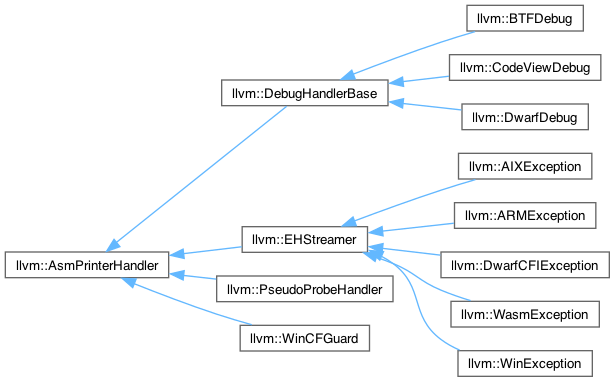 llvm::BTFDebug
llvm::CodeViewDebug
llvm::DebugHandlerBase
llvm::DwarfDebug
llvm::AIXException
llvm::ARMException
llvm::EHStreamer
llvm::AsmPrinterHandler
llvm::DwarfCFIException
llvm::PseudoProbeHandler
llvm::WasmException
llvm::WinCFGuard
llvm::WinException